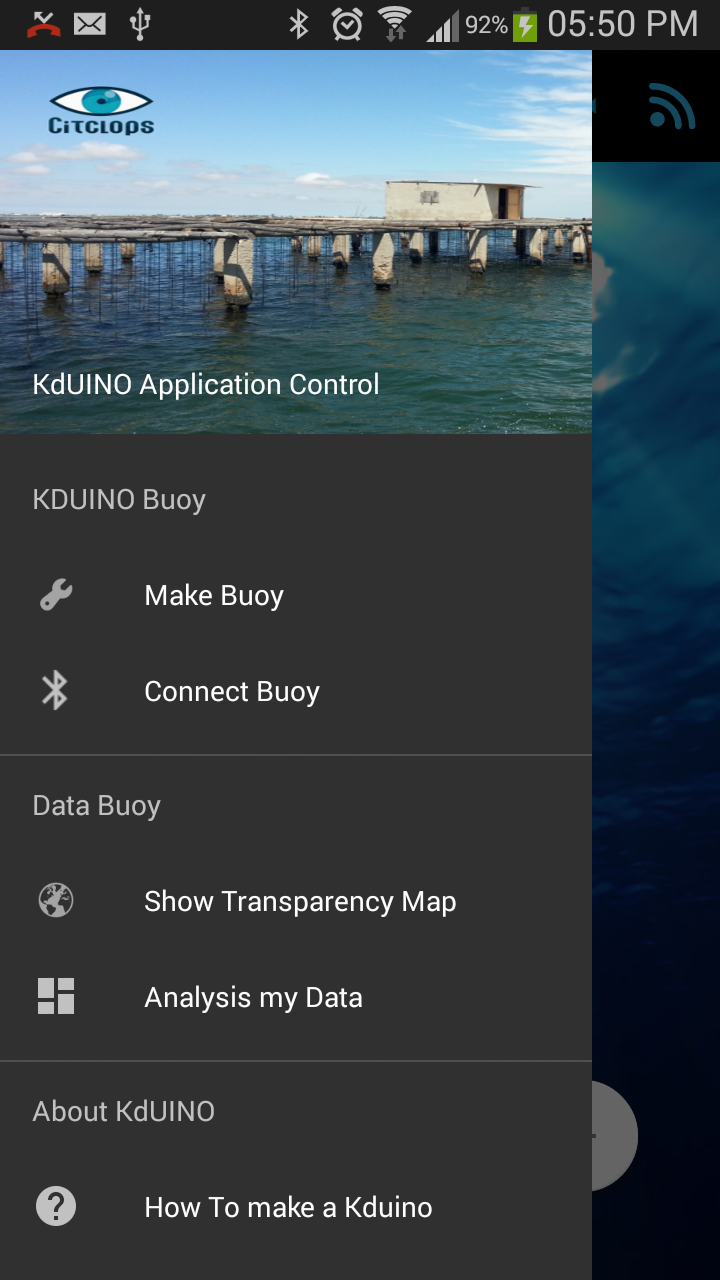 92% 05:50 PM
Citclops
KdUINO Application Control
KDUINO Buoy
Make Buoy
Connect Buoy
Data Buoy
Show Transparency Map
Analysis my Data
About KdUINO
How To make a Kduino